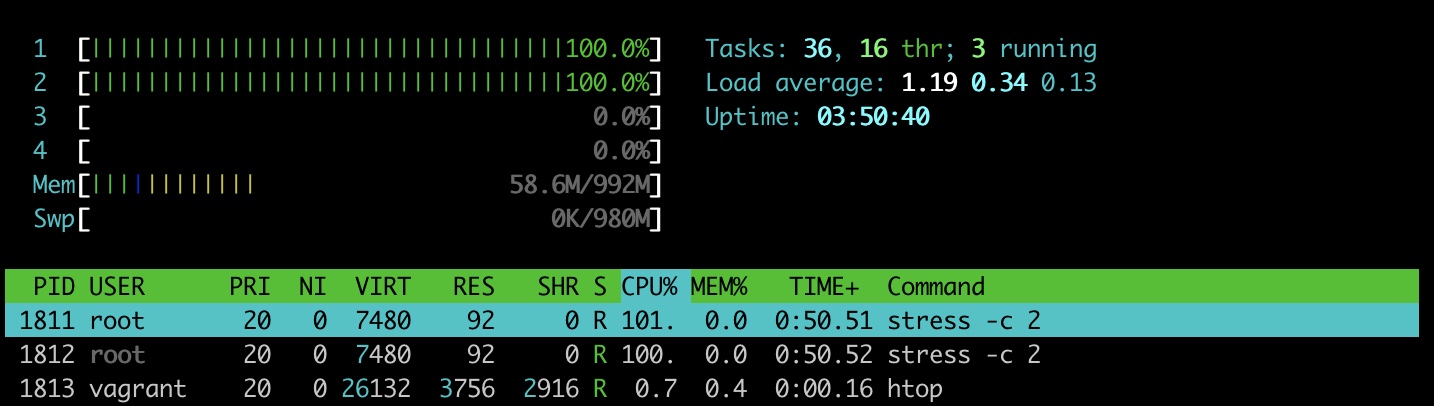 1 [||||||||||||||||||||||||||||||||||100.0%] Tasks: 36, 16 thr; 3 running
2 [||||||||||||||||||||||||||||||||||100.0%] Load average: 1.19 0.34 0.13
3 [ 0.0%] Uptime: 03:50:40
4 [ 0.0%]
Mem[|||||||||||| 58.6M/992M]
Swp[ 0K/980M]
PID USER PRI NI VIRT RES SHR S CPU% MEM% TIME+ Command
1811 root 20 0 7480 92 0 R 101. 0.0 0:50.51 stress -c 2
1812 root 20 0 7480 92 0 R 100. 0.0 0:50.52 stress -c 2
1813 vagrant 20 0 26132 3756 2916 R 0.7 0.4 0:00.16 htop